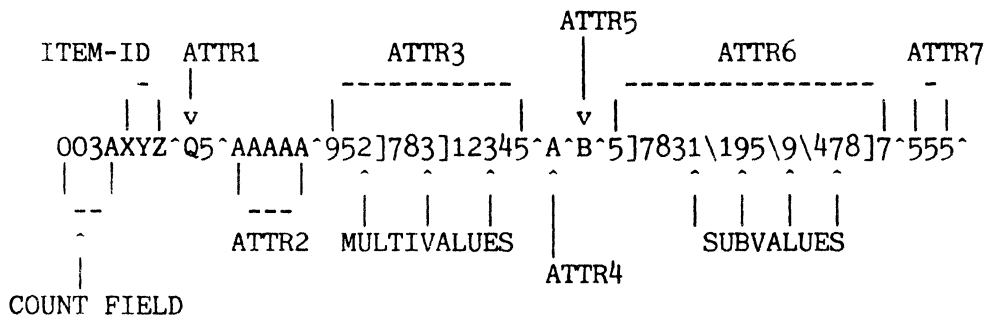 ATTR5
ITEM-ID ATTR1 ATTR3 ATTR6 ATTR7
003AXYZ^Q5^AAAAA^952]783]12345^A^B^5]7831\195\9\478]7^555^
ATTR2 MULTIVALUES SUBVALUES
ATTR4
COUNT FIELD